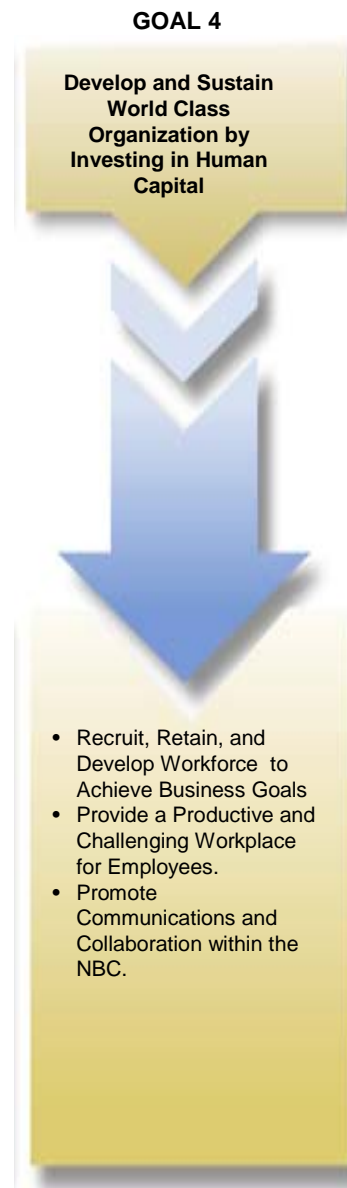 GOAL 4
Develop and Sustain
World Class
Organization by
Investing in Human
Capital
• Recruit, Retain, and
Develop Workforce to
Achieve Business Goals
• Provide a Productive and
Challenging Workplace
for Employees.
• Promote
Communications and
Collaboration within the
NBC.